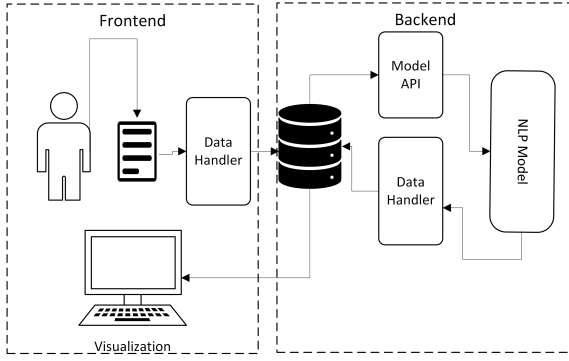 Frontend
Backend
Model
API
Data
Handler
Data
Handler
NLP Model
Visualization